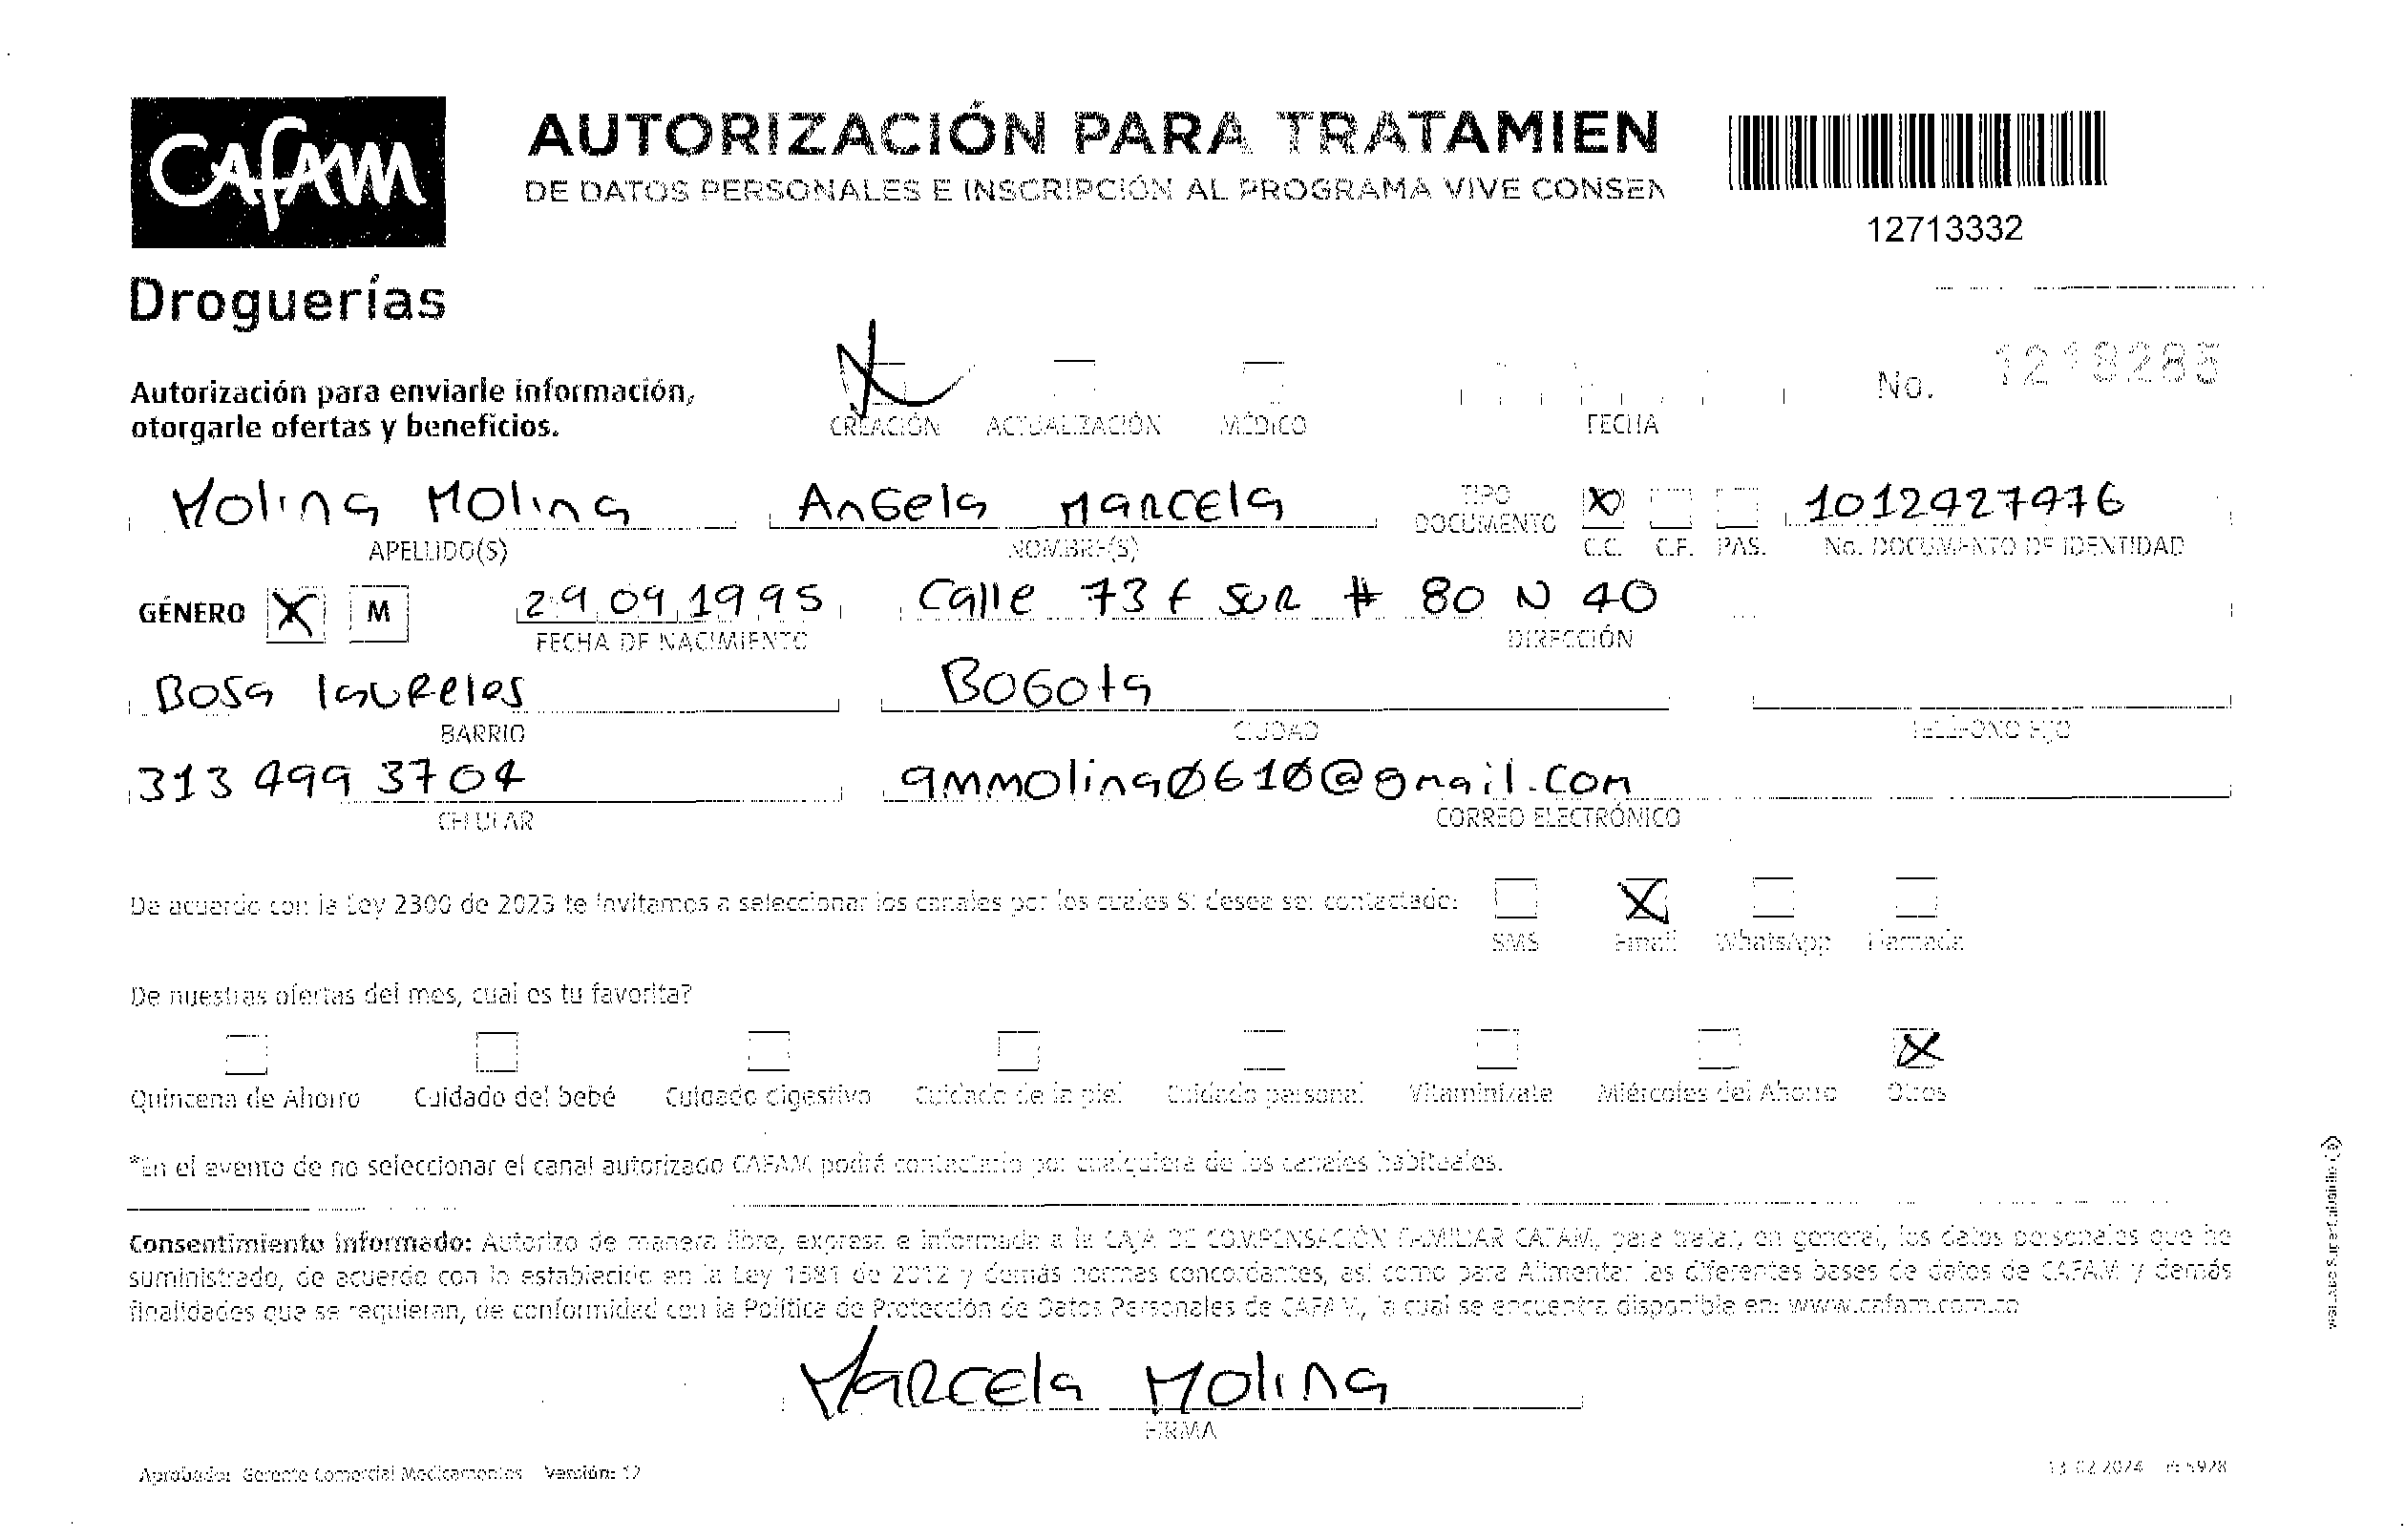 Cafam
Droguerías
AUTORIZACIÓN PARA TRATAMIEN
DE DATOS PERSONALES E INSCRIPCIÓN AL PROGRAMA VIVE CONSEN
12713332
Autorización para enviarle información,
otorgarle ofertas y beneficios.
CREACIÓN ACTUALIZACIÓN MÉDICO FECHA No. 1219285
Molina Molina Angela Marcela TIPO DOCUMENTO X 1012427476
APELLIDO(S) NOMBRE(S) C.C. C.E. PAS. No. DOCUMENTO DE IDENTIDAD
GÉNERO X M 29 09 1995 Calle 73 f SUR # 80 N 40
FECHA DE NACIMIENTO DIRECCIÓN
Bosa laureles Bogota
BARRIO CIUDAD TELÉFONO FIJO
313 499 3704 ammolina0610@gmail.com
CELULAR CORREO ELECTRÓNICO
De acuerdo con la Ley 2300 de 2023 te invitamos a seleccionar los canales por los cuales SI desea ser contactado:
SMS Email WhatsApp Llamada
De nuestras ofertas del mes, cual es tu favorita?
Quincena de Ahorro Cuidado del bebé Cuidado digestivo Cuidado de la piel Cuidado personal Vitaminízate Miércoles del Ahorro Otros
*En el evento de no seleccionar el canal autorizado CAFAM podrá contactarlo por cualquiera de los canales habituales.
Consentimiento informado: Autorizo de manera libre, expresa e informada a la CAJA DE COMPENSACIÓN FAMILIAR CAFAM, para tratar, en general, los datos personales que he
suministrado, de acuerdo con lo establecido en la Ley 1581 de 2012 y demás normas concordantes, así como para Alimentar las diferentes bases de datos de CAFAM y demás
finalidades que se requieran, de conformidad con la Política de Protección de Datos Personales de CAFAM, la cual se encuentra disponible en: www.cafam.com.co
Marcela Molina
FIRMA
Aprobador Gerente Comercial Medicamentos Versión: 12
13 02 2024